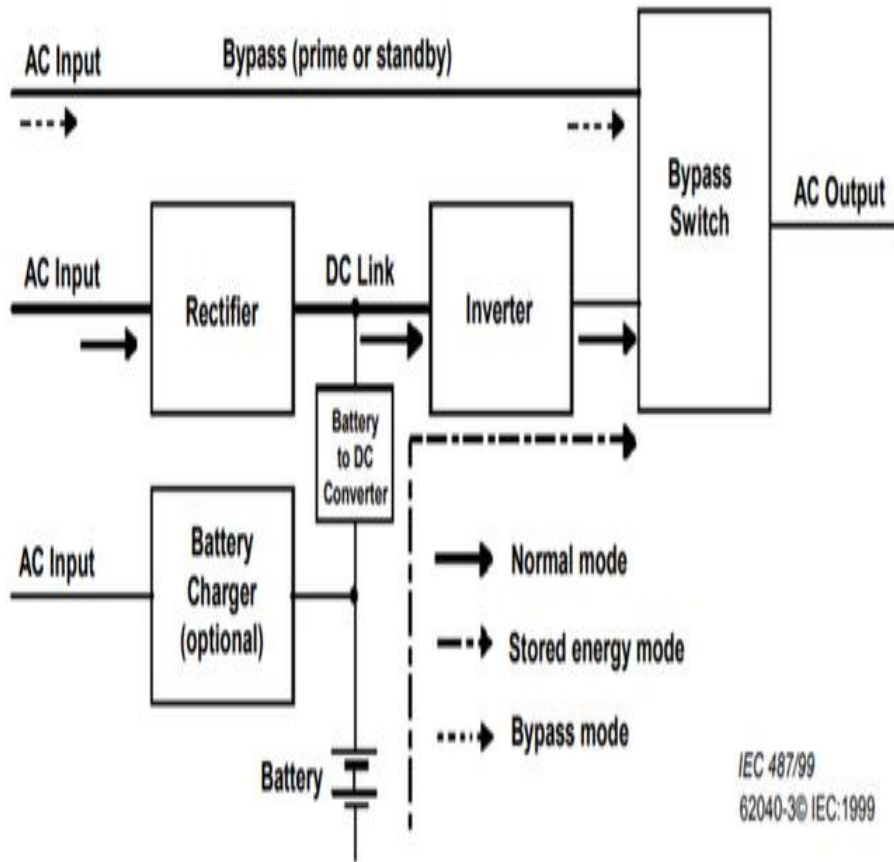 AC Input
Bypass (prime or standby)
Bypass
Switch
AC Output
AC Input
Rectifier
DC Link
Inverter
Battery
to DC
Converter
AC Input
Battery
Charger
(optional)
Normal mode
Stored energy mode
Bypass mode
Battery
IEC 487/99
62040-3© IEC:1999